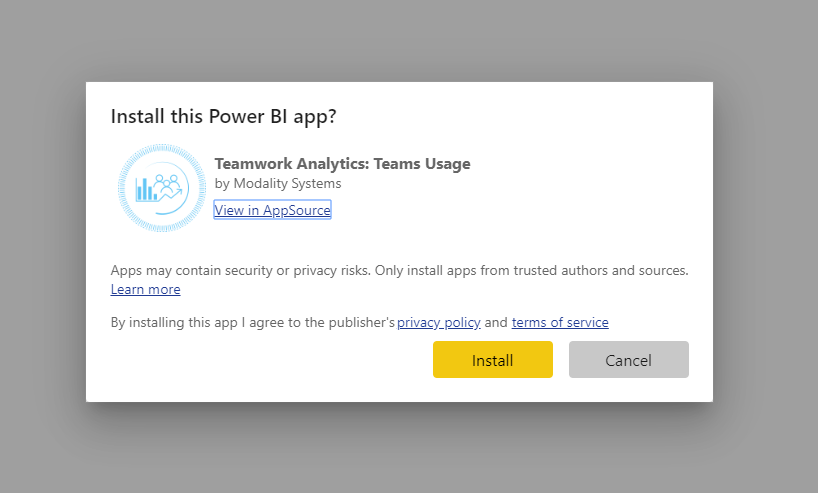 Install this Power BI app?
Teamwork Analytics: Teams Usage
by Modality Systems
View in AppSource
Apps may contain security or privacy risks. Only install apps from trusted authors and sources.
Learn more
By installing this app I agree to the publisher's privacy policy and terms of service
Install
Cancel